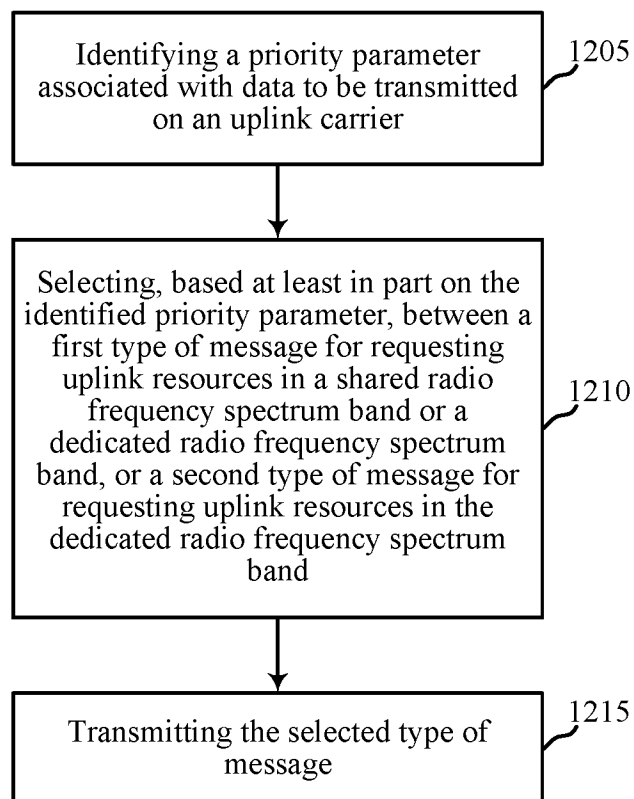 Identifying a priority parameter
associated with data to be transmitted
on an uplink carrier
1205
Selecting, based at least in part on the
identified priority parameter, between a
first type of message for requesting
uplink resources in a shared radio
frequency spectrum band or a
dedicated radio frequency spectrum
band, or a second type of message for
requesting uplink resources in the
dedicated radio frequency spectrum
band
1210
Transmitting the selected type of
message
1215